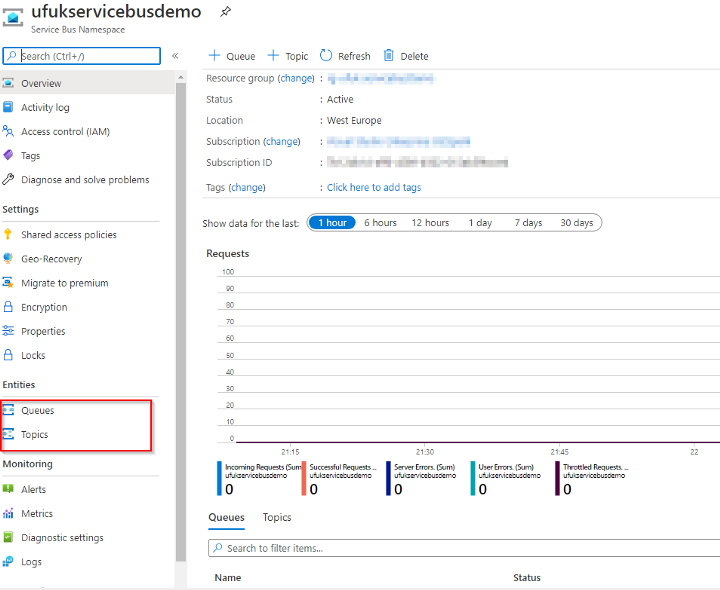 ufukservicebusdemo
Service Bus Namespace
Search (Ctrl+/)
«
Overview
Activity log
Access control (IAM)
Tags
Diagnose and solve problems
Settings
Shared access policies
Geo-Recovery
Migrate to premium
Encryption
Properties
Locks
Entities
Queues
Topics
Monitoring
Alerts
Metrics
Diagnostic settings
Logs
+ Queue + Topic Refresh Delete
Resource group (change) :
Status : Active
Location : West Europe
Subscription (change) :
Subscription ID :
Tags (change) : Click here to add tags
Show data for the last: 1 hour 6 hours 12 hours 1 day 7 days 30 days
Requests
100
90
80
70
60
50
40
30
20
10
0
21:15 21:30 21:45 22
Incoming Requests (Sum) Successful Requests... Server Errors. (Sum) User Errors. (Sum) Throttled Requests. ...
ufukservicebusdemo ufukservicebusdemo ufukservicebusdemo ufukservicebusdemo ufukservicebusdemo
0 0 0 0 0
Queues Topics
Search to filter items...
Name Status